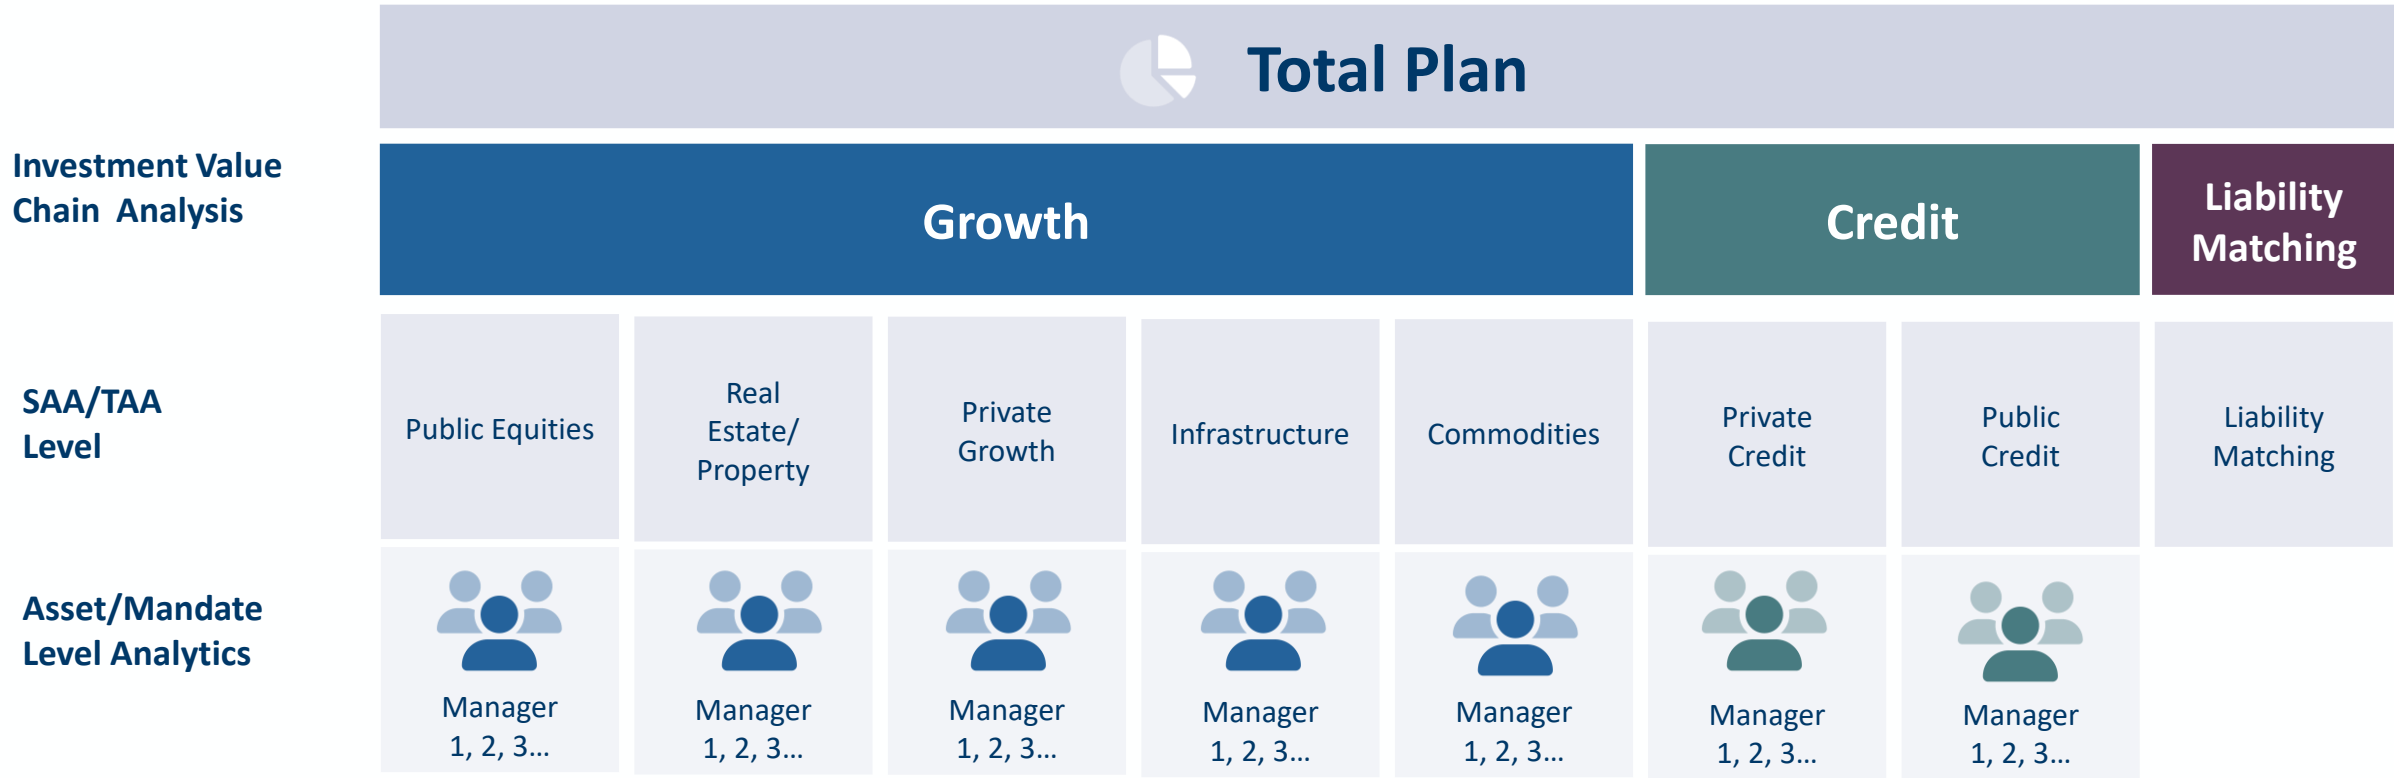 Total Plan
Investment Value
Chain Analysis
Growth
Credit
Liability
Matching
SAA/TAA
Level
Public Equities
Real
Estate/
Property
Private
Growth
Infrastructure
Commodities
Private
Credit
Public
Credit
Liability
Matching
Asset/Mandate
Level Analytics
Manager
1, 2, 3...
Manager
1, 2, 3...
Manager
1, 2, 3...
Manager
1, 2, 3...
Manager
1, 2, 3...
Manager
1, 2, 3...
Manager
1, 2, 3...